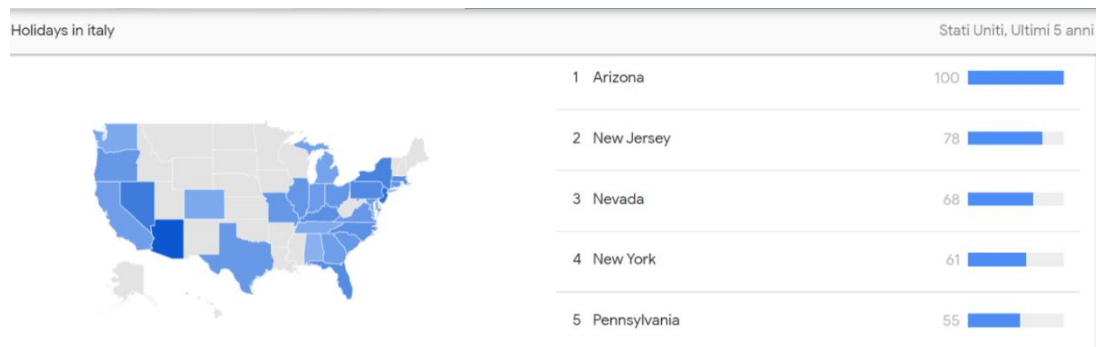 Holidays in italy
Stati Uniti, Ultimi 5 anni
1 Arizona 100
2 New Jersey 78
3 Nevada 68
4 New York 61
5 Pennsylvania 55